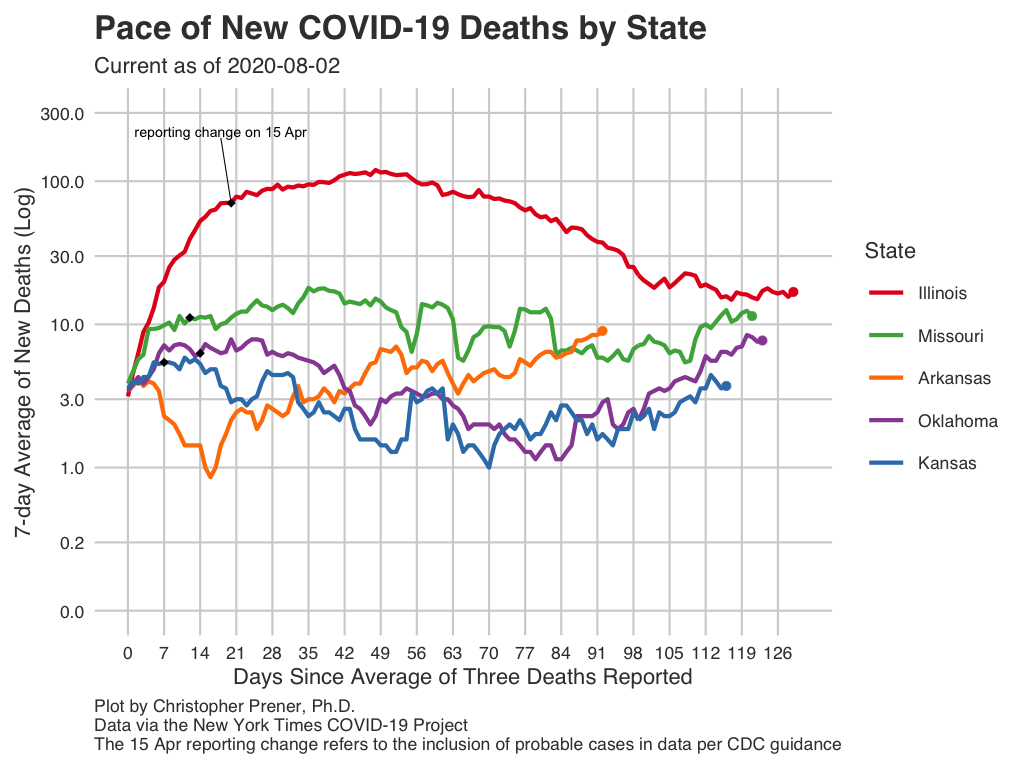 Pace of New COVID-19 Deaths by State
Current as of 2020-08-02
300.0
reporting change on 15 Apr
100.0
30.0
10.0
3.0
1.0
0.2
0.0
7-day Average of New Deaths (Log)
State
Illinois
Missouri
Arkansas
Oklahoma
Kansas
0 7 14 21 28 35 42 49 56 63 70 77 84 91 98 105 112 119 126
Days Since Average of Three Deaths Reported
Plot by Christopher Prener, Ph.D.
Data via the New York Times COVID-19 Project
The 15 Apr reporting change refers to the inclusion of probable cases in data per CDC guidance